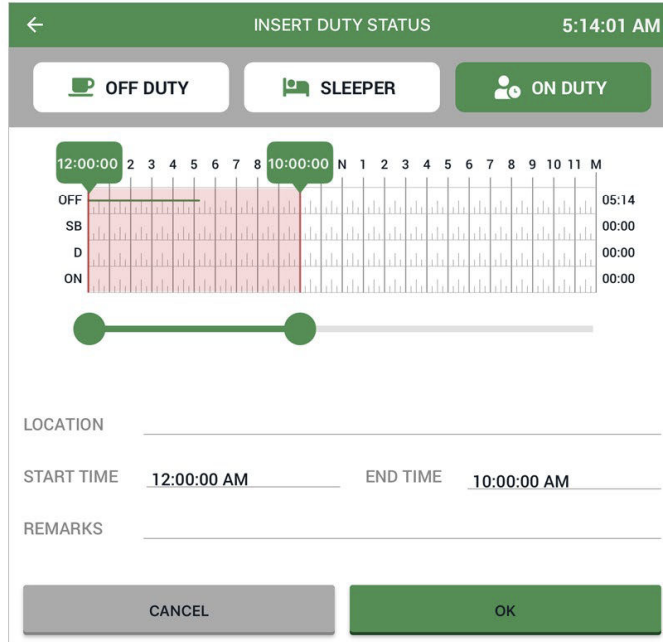 INSERT DUTY STATUS 5:14:01 AM
OFF DUTY SLEEPER ON DUTY
12:00:00 2 3 4 5 6 7 8 10:00:00 N 1 2 3 4 5 6 7 8 9 10 11 M
OFF 05:14
SB 00:00
D 00:00
ON 00:00
LOCATION
START TIME 12:00:00 AM END TIME 10:00:00 AM
REMARKS
CANCEL OK